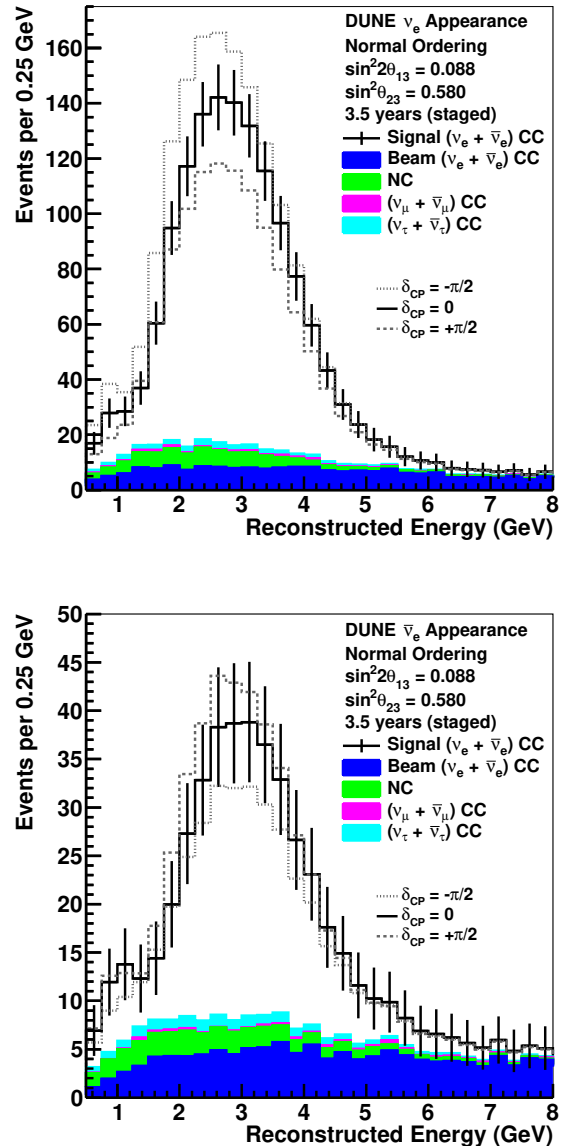 DUNE νe Appearance
Normal Ordering
sin²2θ13 = 0.088
sin²θ23 = 0.580
3.5 years (staged)
Signal (νe + ν̄e) CC
Beam (νe + ν̄e) CC
NC
(νμ + ν̄μ) CC
(ντ + ν̄τ) CC
δCP = -π/2
δCP = 0
δCP = +π/2
Events per 0.25 GeV
160
140
120
100
80
60
40
20
0
1 2 3 4 5 6 7 8
Reconstructed Energy (GeV)
DUNE ν̄e Appearance
Normal Ordering
sin²2θ13 = 0.088
sin²θ23 = 0.580
3.5 years (staged)
Signal (νe + ν̄e) CC
Beam (νe + ν̄e) CC
NC
(νμ + ν̄μ) CC
(ντ + ν̄τ) CC
δCP = -π/2
δCP = 0
δCP = +π/2
Events per 0.25 GeV
50
45
40
35
30
25
20
15
10
5
0
1 2 3 4 5 6 7 8
Reconstructed Energy (GeV)